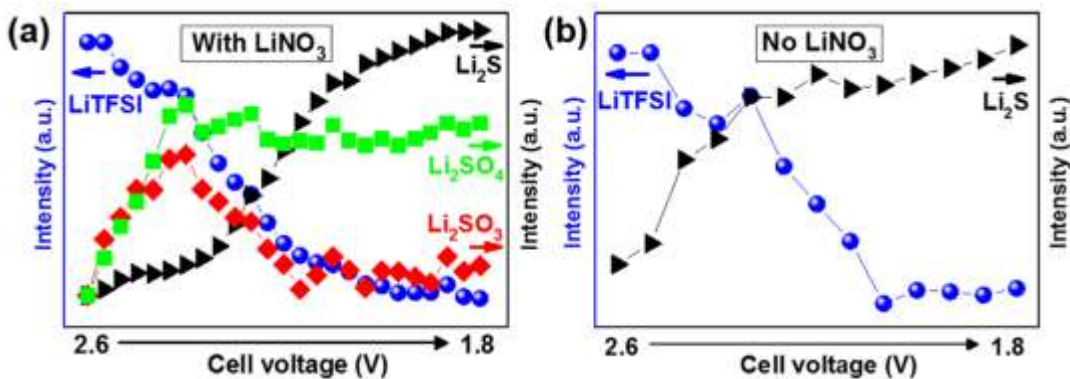 (a)
With LiNO₃
Li₂S
LiTFSI
Li₂SO₄
Li₂SO₃
Intensity (a.u.)
Intensity (a.u.)
2.6
1.8
Cell voltage (V)
(b)
No LiNO₃
LiTFSI
Li₂S
Intensity (a.u.)
Intensity (a.u.)
2.6
1.8
Cell voltage (V)